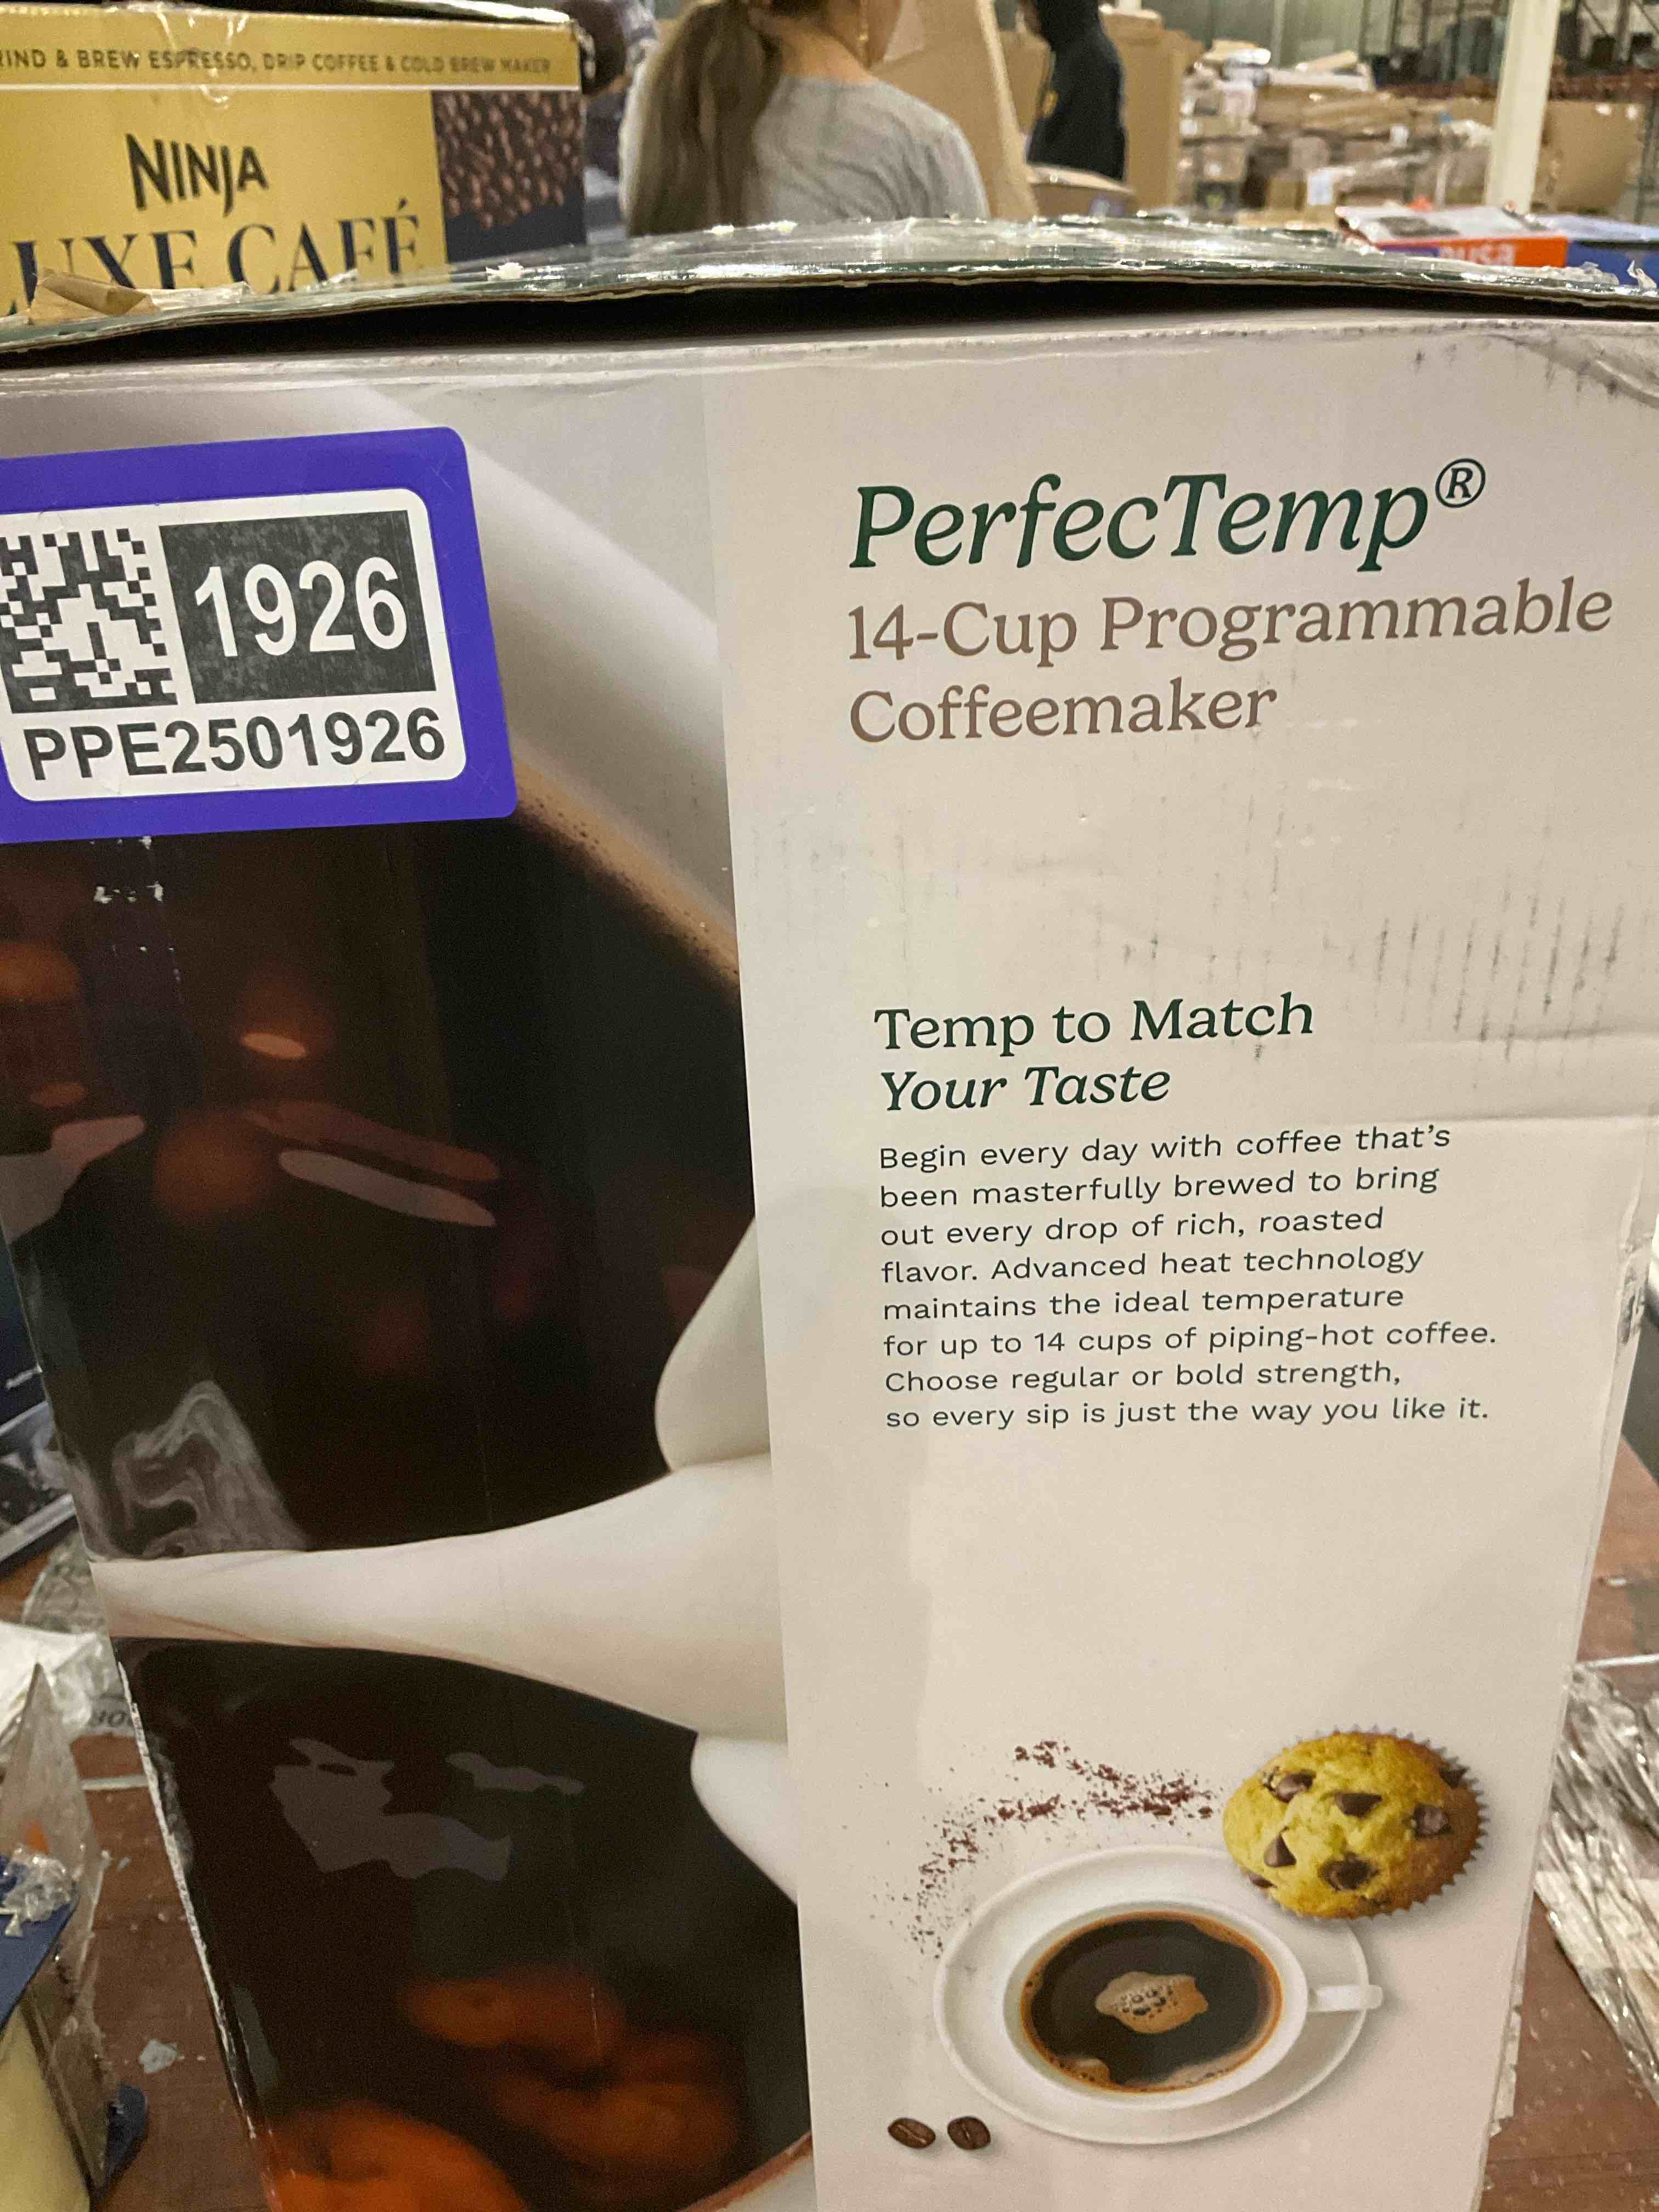 IND & BREW ESPRESSO, DRIP COFFEE & COLD BREW MAKER
NINJA
UXE CAFÉ
1926
PPE2501926
PerfecTemp®
14-Cup Programmable
Coffeemaker
Temp to Match
Your Taste
Begin every day with coffee that's
been masterfully brewed to bring
out every drop of rich, roasted
flavor. Advanced heat technology
maintains the ideal temperature
for up to 14 cups of piping-hot coffee.
Choose regular or bold strength,
so every sip is just the way you like it.